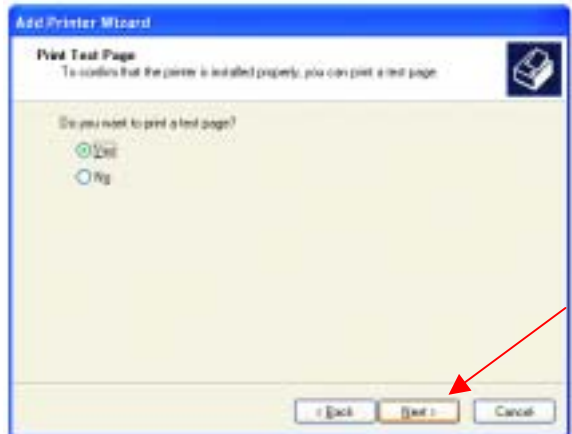 Add Printer Wizard
Print Test Page
To confirm that the printer is installed properly, you can print a test page.
Do you want to print a test page?
Yes
No
< Back
Next >
Cancel